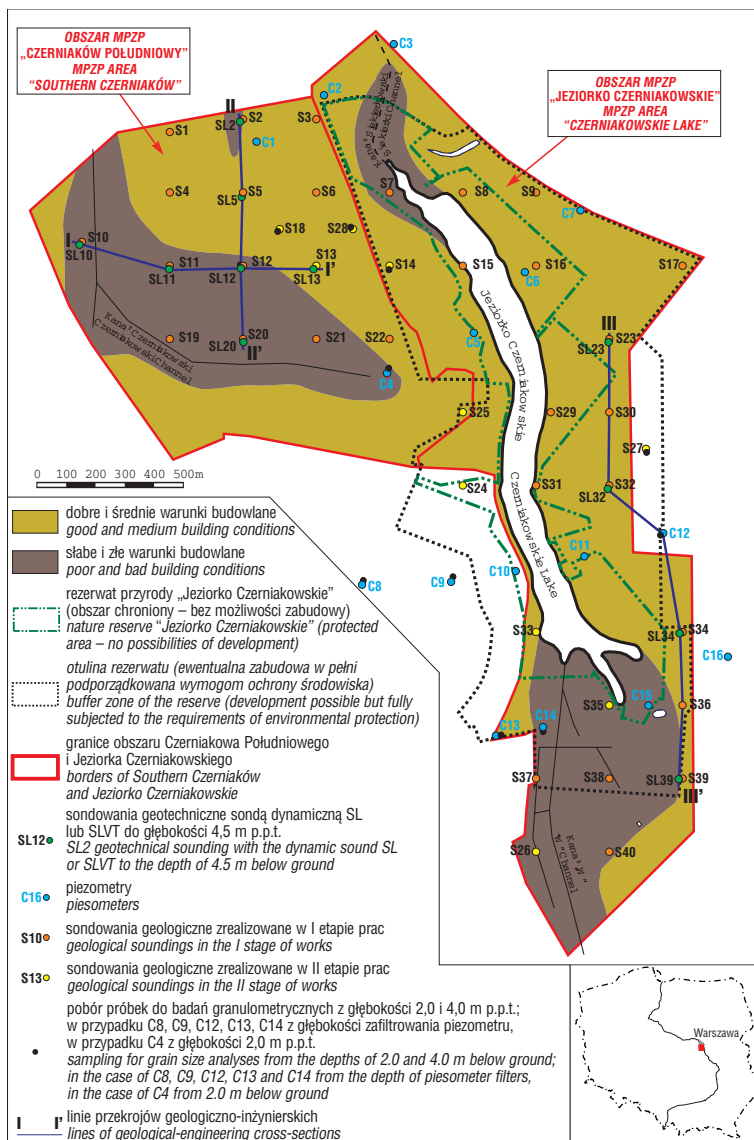 OBSZAR MPZP
„CZERNIAKÓW POŁUDNIOWY”
MPZP AREA
“SOUTHERN CZERNIAKÓW”
OBSZAR MPZP
„JEZIORKO CZERNIAKOWSKIE”
MPZP AREA
“CZERNIAKOWSKIE LAKE”
C3
C2
II
S2
SL2
S3
S1
C1
S4
S5
SL5
S6
S7
S8
S9
C7
S18
S28
I
S10
SL10
S11
SL11
S12
SL12
S13
SL13
I'
S14
S15
S16
C6
S17
S19
S20
SL20
II'
S21
S22
C5
III
S23
SL23
C4
Kana³ Czerniakowski
Czerniakowski Channel
Jeziorko Czerniakowskie
Czerniakowskie Lake
S25
S29
S30
S27
S24
S31
S32
SL32
C12
C11
C10
C8
C9
S33
S34
SL34
C16
S35
C15
S36
C13
C14
S37
S38
SL39
S39
III'
S26
S40
Kana³ "W"
"W" Channel
0 100 200 300 400 500m
dobre i średnie warunki budowlane
good and medium building conditions
słabe i złe warunki budowlane
poor and bad building conditions
rezerwat przyrody „Jeziorko Czerniakowskie”
(obszar chroniony – bez możliwości zabudowy)
nature reserve “Jeziorko Czerniakowskie” (protected
area – no possibilities of development)
otulina rezerwatu (ewentualna zabudowa w pełni
podporządkowana wymogom ochrony środowiska)
buffer zone of the reserve (development possible but fully
subjected to the requirements of environmental protection)
granice obszaru Czerniakowa Południowego
i Jeziorka Czerniakowskiego
borders of Southern Czerniaków
and Jeziorko Czerniakowskie
sondowania geotechniczne sondą dynamiczną SL
lub SLVT do głębokości 4,5 m p.p.t.
SL12
SL2 geotechnical sounding with the dynamic sound SL
or SLVT to the depth of 4.5 m below ground
C16
piezometry
piesometers
S10
sondowania geologiczne zrealizowane w I etapie prac
geological soundings in the I stage of works
S13
sondowania geologiczne zrealizowane w II etapie prac
geological soundings in the II stage of works
pobór próbek do badań granulometrycznych z głębokości 2,0 i 4,0 m p.p.t.;
w przypadku C8, C9, C12, C13, C14 z głębokości zafiltrowania piezometru,
w przypadku C4 z głębokości 2,0 m p.p.t.
sampling for grain size analyses from the depths of 2.0 and 4.0 m below ground;
in the case of C8, C9, C12, C13 and C14 from the depth of piesometer filters,
in the case of C4 from 2.0 m below ground
I I'
linie przekrojów geologiczno-inżynierskich
lines of geological-engineering cross-sections
Warszawa